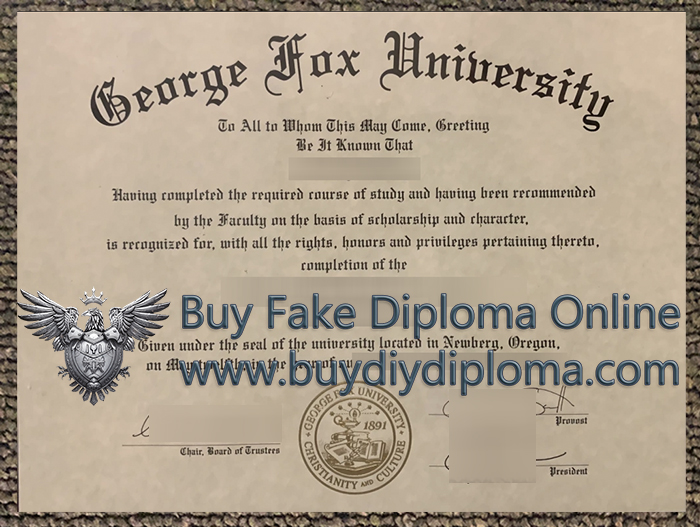 George Fox University
To All to Whom This May Come, Greeting
Be It Known That
Having completed the required course of study and having been recommended
by the Faculty on the basis of scholarship and character,
is recognized for, with all the rights, honors and privileges pertaining thereto,
completion of the
Buy Fake Diploma Online
Given under the seal of the university located in Newberg, Oregon,
on May
www.buydiydiploma.com
GEORGE FOX UNIVERSITY
1891
CHRISTIANITY AND CULTURE
Provost
Chair, Board of Trustees
President